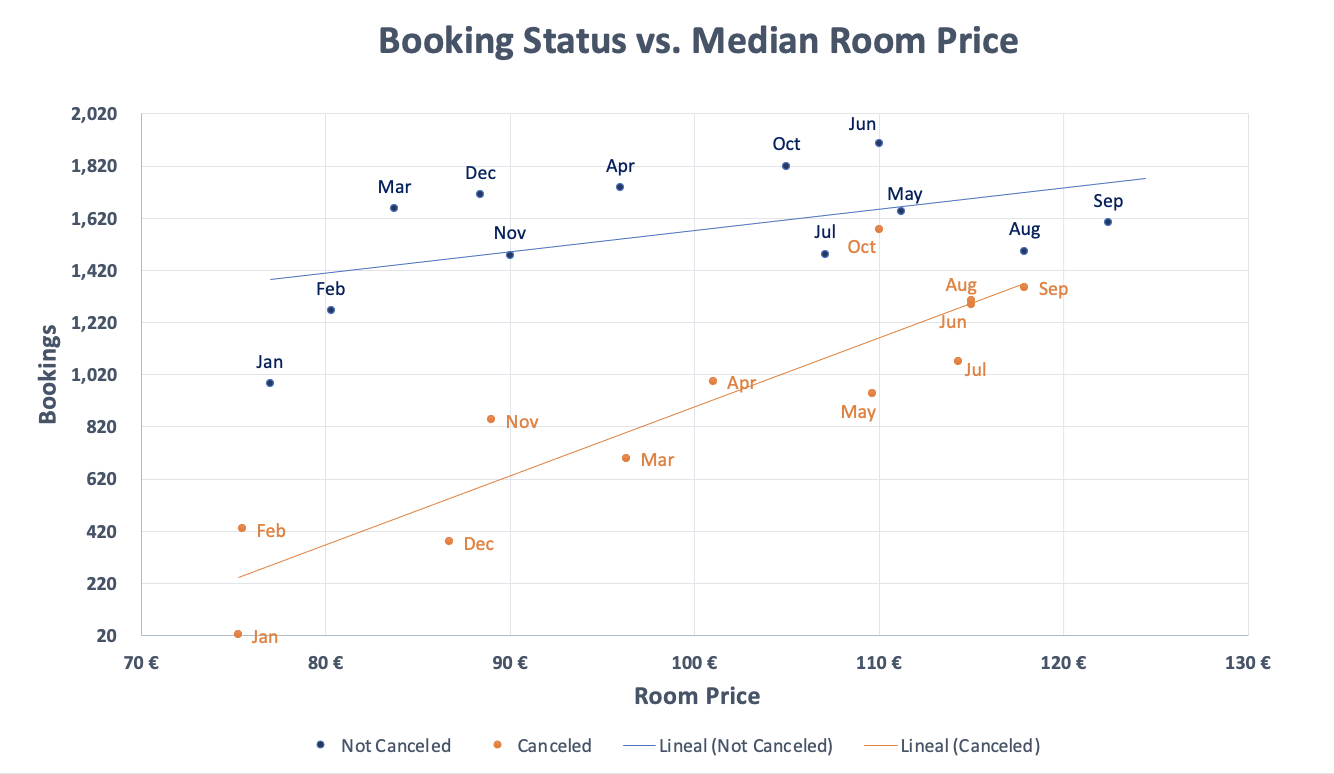 Booking Status vs. Median Room Price
2,020
1,820
1,620
1,420
1,220
1,020
820
620
420
220
20
Bookings
Jun
Oct
Apr
Dec
Mar
May
Sep
Nov
Jul
Aug
Oct
Feb
Aug
Sep
Jun
Jan
Jul
Apr
May
Nov
Mar
Feb
Dec
Jan
70 € 80 € 90 € 100 € 110 € 120 € 130 €
Room Price
Not Canceled Canceled Lineal (Not Canceled) Lineal (Canceled)